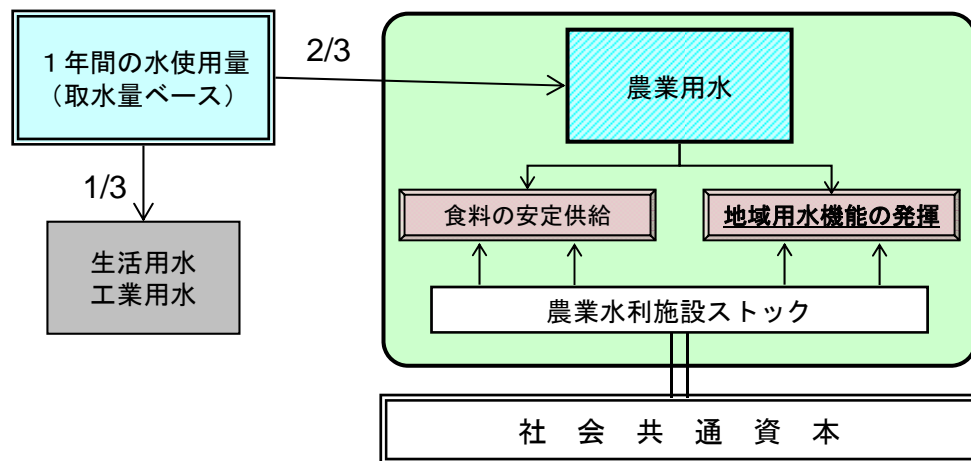 １年間の水使用量
（取水量ベース）
2/3
農業用水
1/3
生活用水
工業用水
食料の安定供給
地域用水機能の発揮
農業水利施設ストック
社 会 共 通 資 本